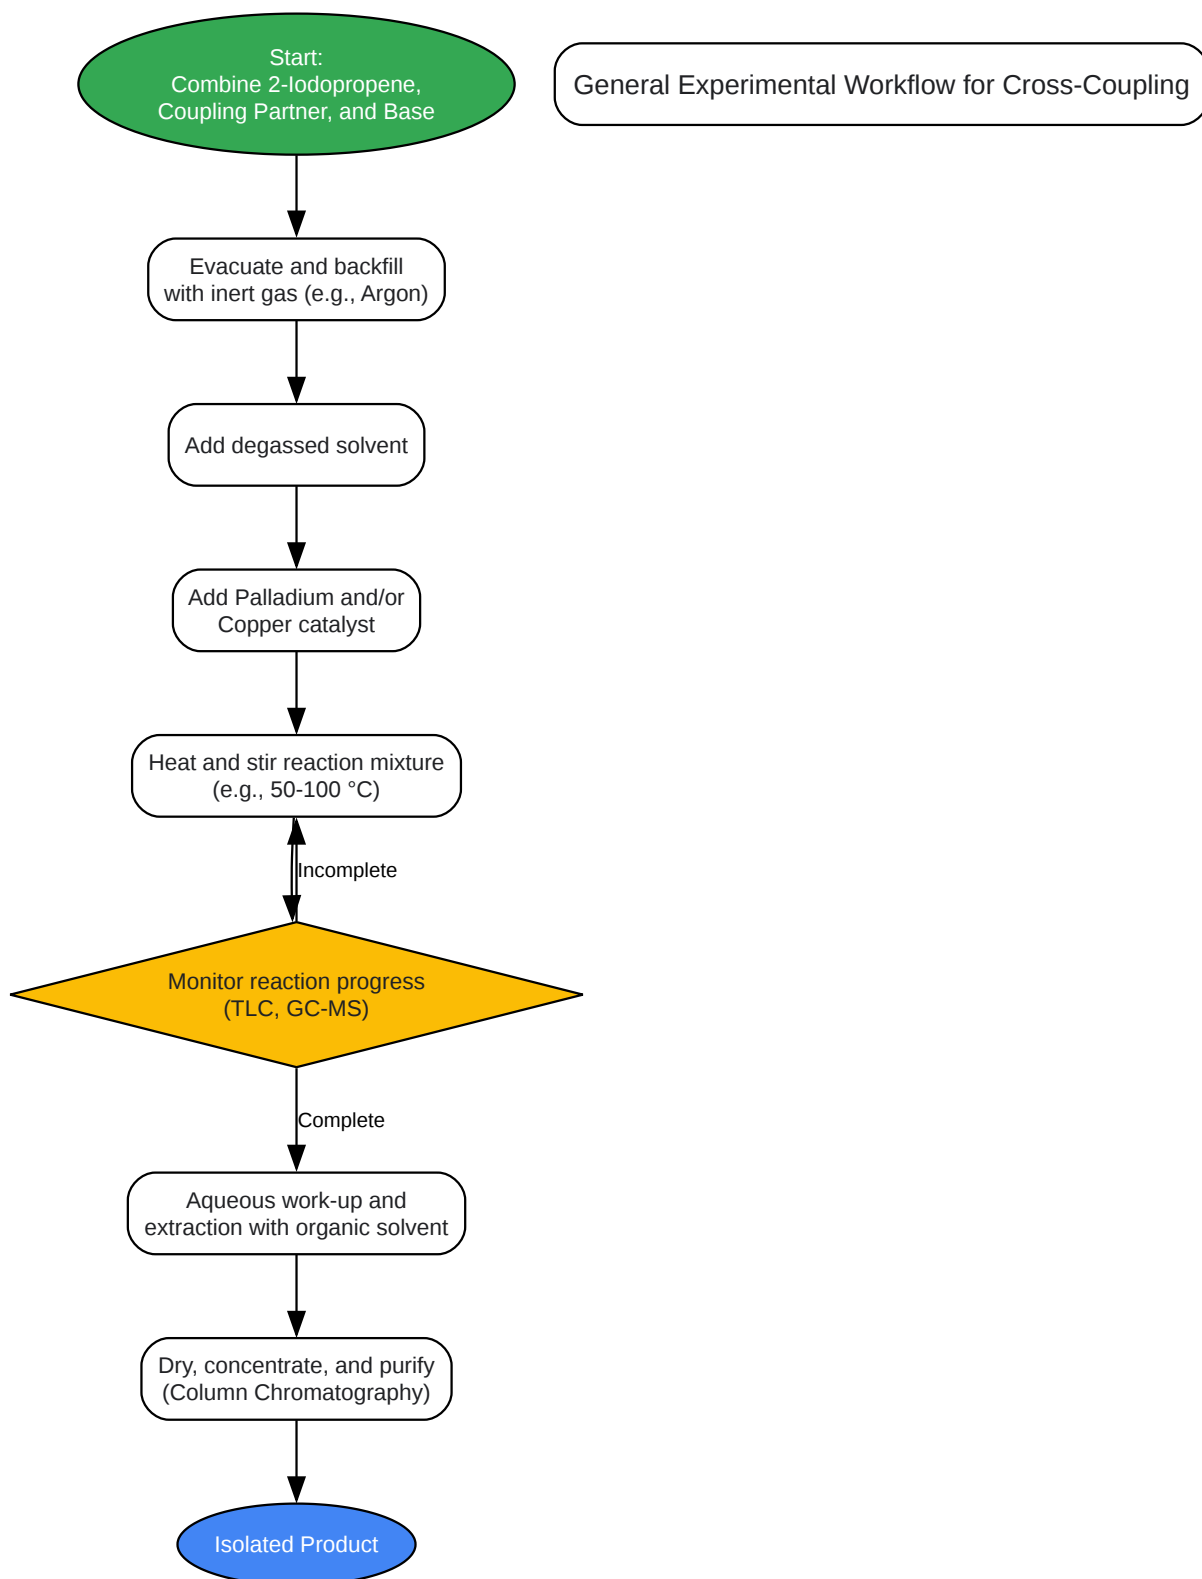 Start:
Combine 2-Iodopropene,
Coupling Partner, and Base
General Experimental Workflow for Cross-Coupling
Evacuate and backfill
with inert gas (e.g., Argon)
Add degassed solvent
Add Palladium and/or
Copper catalyst
Heat and stir reaction mixture
(e.g., 50-100 °C)
Incomplete
Monitor reaction progress
(TLC, GC-MS)
Complete
Aqueous work-up and
extraction with organic solvent
Dry, concentrate, and purify
(Column Chromatography)
Isolated Product